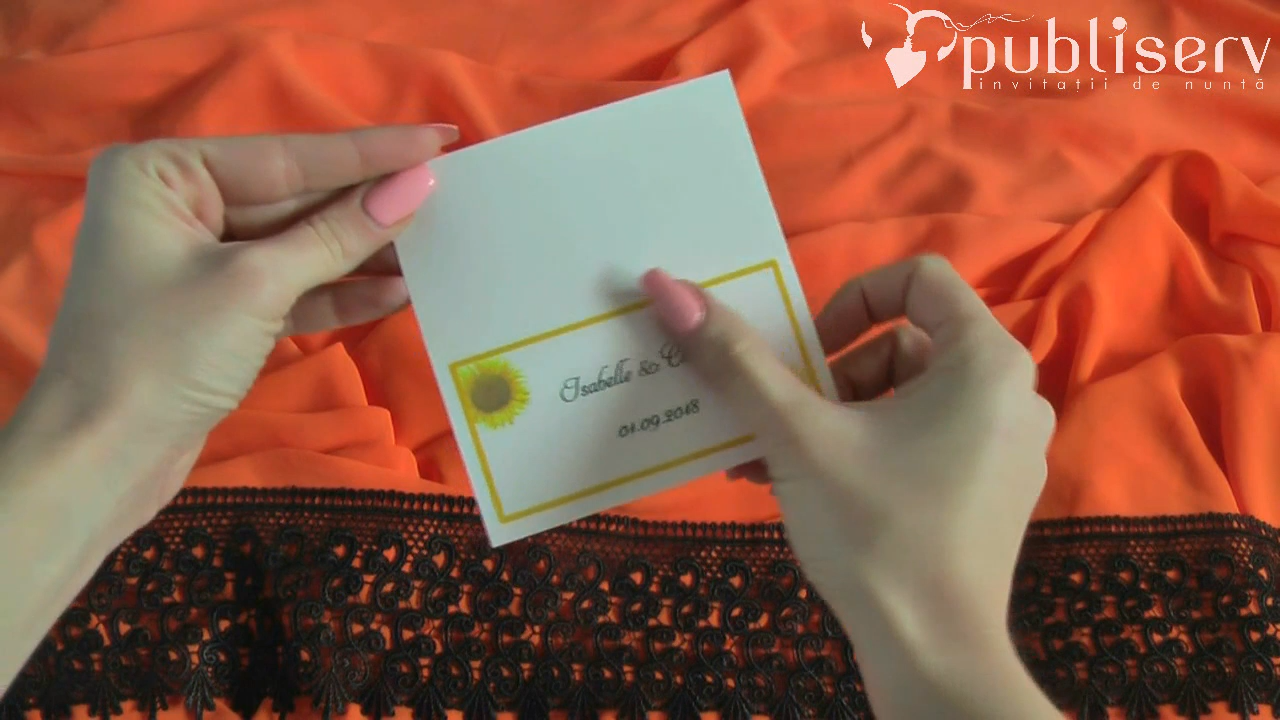 publiserv
invitații de nuntă
Isabelle &
01.09.2018